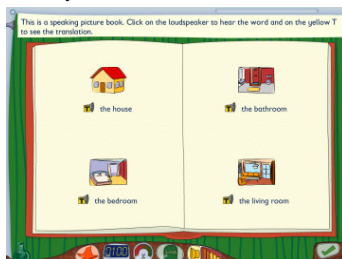 This is a speaking picture book. Click on the loudspeaker to hear the word and on the yellow T
to see the translation.
the house
the bathroom
the bedroom
the living room